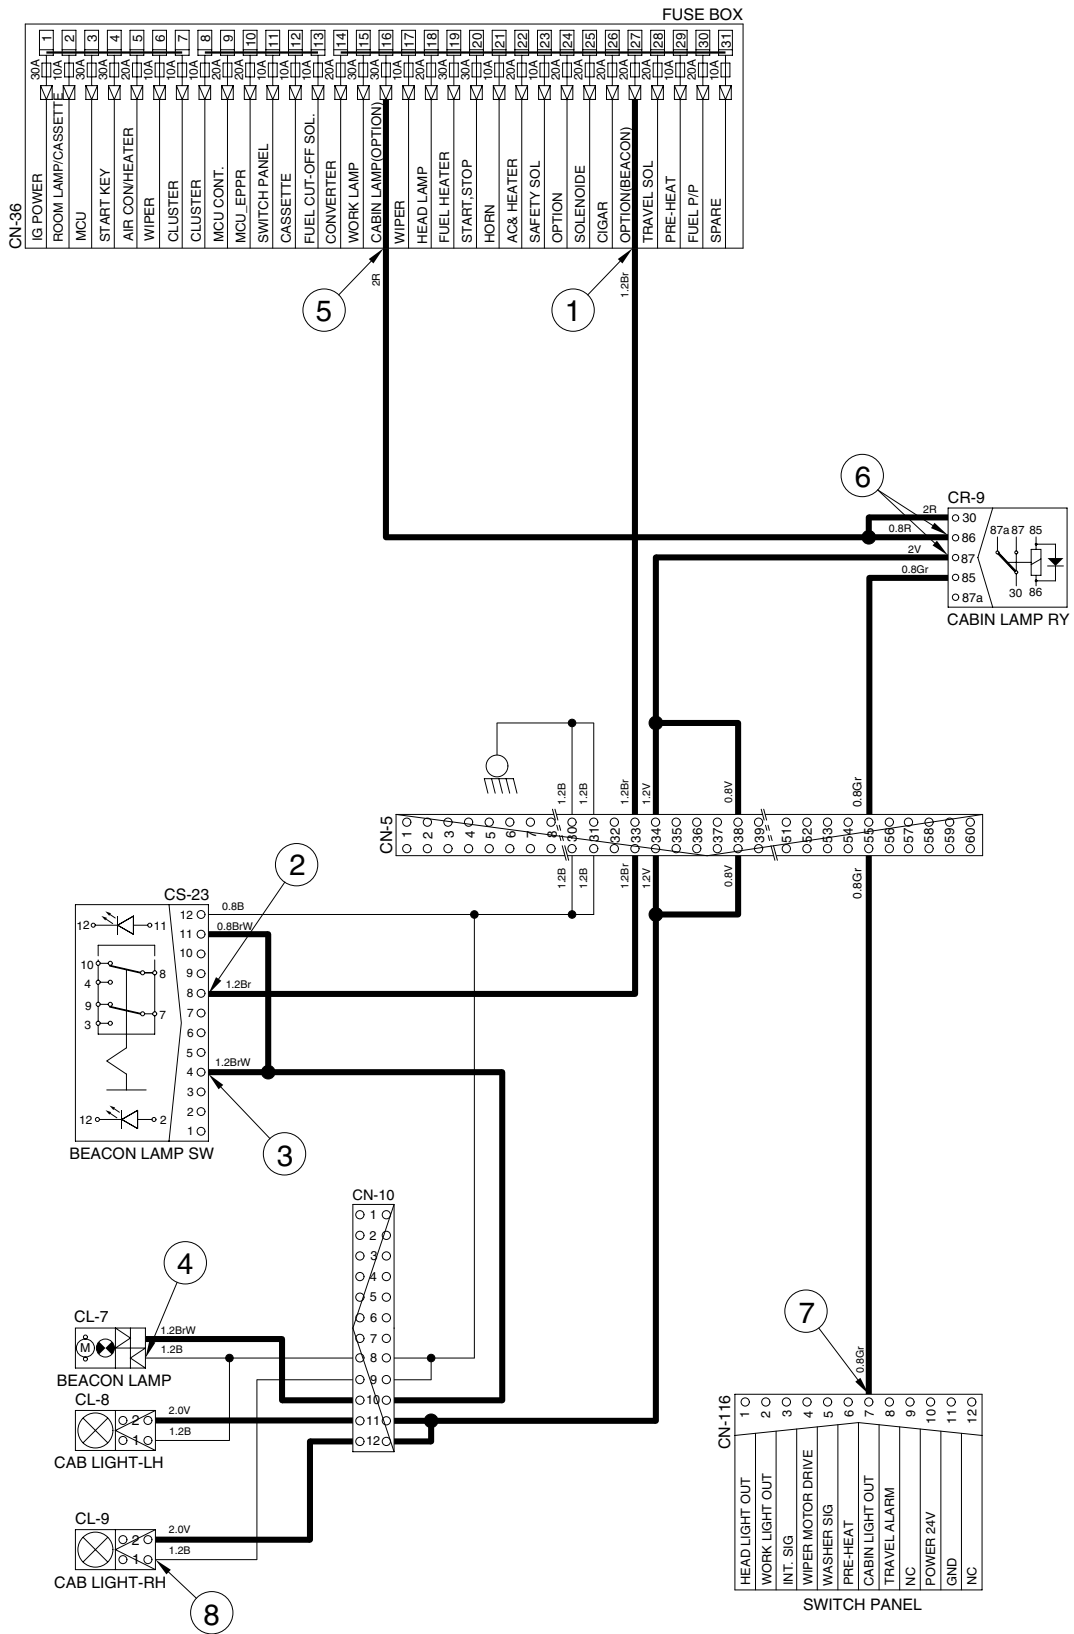 FUSE BOX
1 2 3 4 5 6 7 8 9 10 11 12 13 14 15 16 17 18 19 20 21 22 23 24 25 26 27 28 29 30 31
CN-36
30A
10A
30A
30A
20A
10A
10A
20A
10A
20A
10A
10A
20A
10A
30A
20A
10A
20A
20A
10A
10A
20A
20A
20A
10A
20A
20A
20A
10A
20A
10A
IG POWER
ROOM LAMP/CASSETTE
MCU
START KEY
AIR CON/HEATER
WIPER
CLUSTER
CLUSTER
MCU CONT.
MCU_EPPR
SWITCH PANEL
CASSETTE
FUEL CUT-OFF SOL.
CONVERTER
WORK LAMP
CABIN LAMP(OPTION)
WIPER
HEAD LAMP
FUEL HEATER
START,STOP
HORN
AC& HEATER
SAFETY SOL
OPTION
SOLENOIDE
CIGAR
OPTION(BEACON)
TRAVEL SOL
PRE-HEAT
FUEL P/P
SPARE
2R
1.2Br
5
1
6
CR-9
2R
30
0.8R
86
2V
87
0.8Gr
85
87a
87a 87 85
30 86
CABIN LAMP RY
1.2B
1.2B
1.2Br
1.2V
0.8V
0.8Gr
CN-5
1 2 3 4 5 6 7 8 30 31 32 33 34 35 36 37 38 39 51 52 53 54 55 56 57 58 59 60
1.2B
1.2B
1.2Br
1.2V
0.8V
0.8Gr
2
CS-23
12
0.8B
11
0.8BrW
10
9
8
1.2Br
7
6
5
4
1.2BrW
3
2
1
12 11
10 8
4
9 7
3
12 2
BEACON LAMP SW
3
CN-10
1
2
3
4
5
6
7
8
9
10
11
12
4
CL-7
M
1.2BrW
1.2B
BEACON LAMP
CL-8
2
2.0V
1
1.2B
CAB LIGHT-LH
CL-9
2
2.0V
1
1.2B
CAB LIGHT-RH
8
7
0.8Gr
CN-116
1 2 3 4 5 6 7 8 9 10 11 12
HEAD LIGHT OUT
WORK LIGHT OUT
INT. SIG
WIPER MOTOR DRIVE
WASHER SIG
PRE-HEAT
CABIN LIGHT OUT
TRAVEL ALARM
NC
POWER 24V
GND
NC
SWITCH PANEL